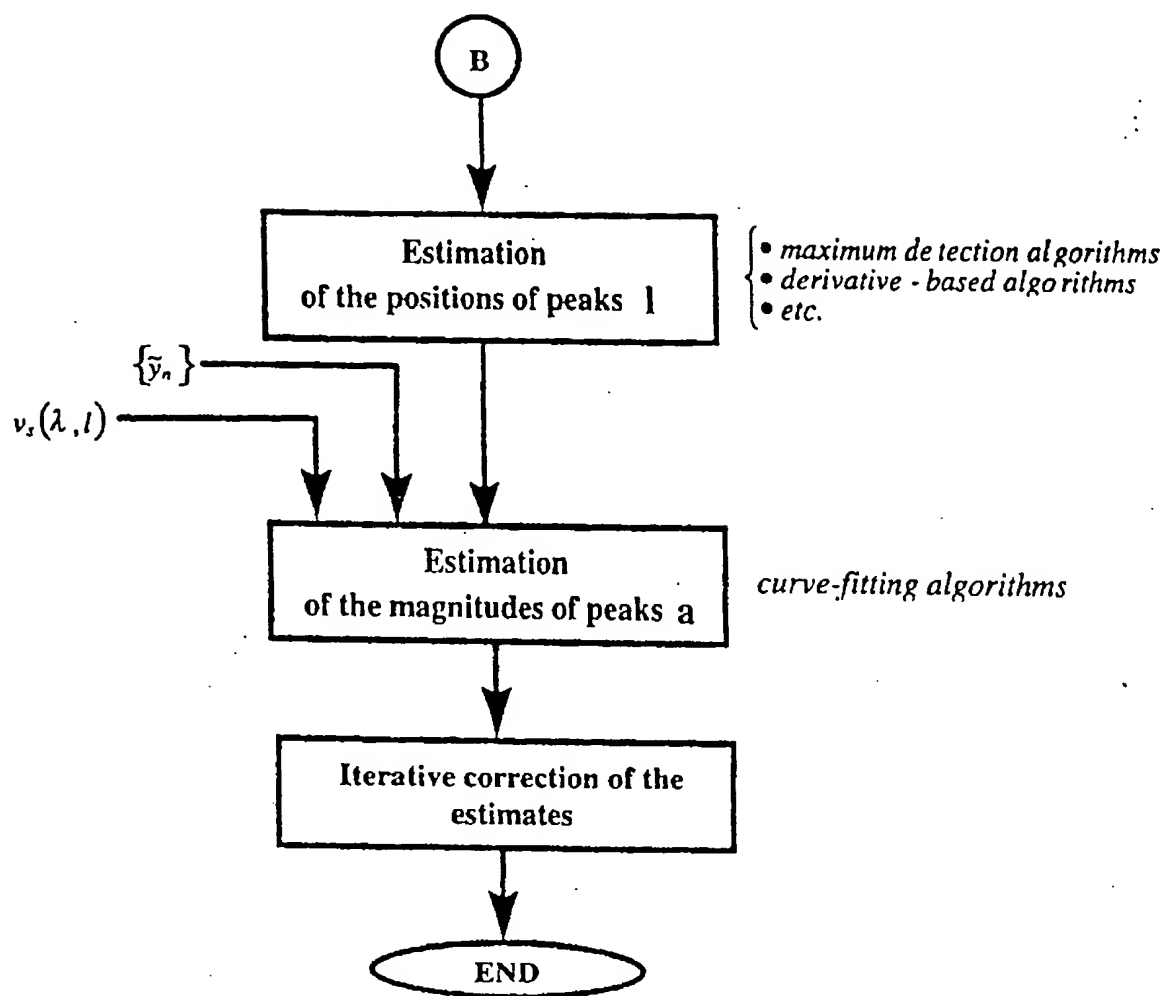 B
Estimation
of the positions of peaks l
• maximum detection algorithms
• derivative - based algorithms
• etc.
{ỹₙ}
νₛ(λ, l)
Estimation
of the magnitudes of peaks a
curve-fitting algorithms
Iterative correction of the
estimates
END